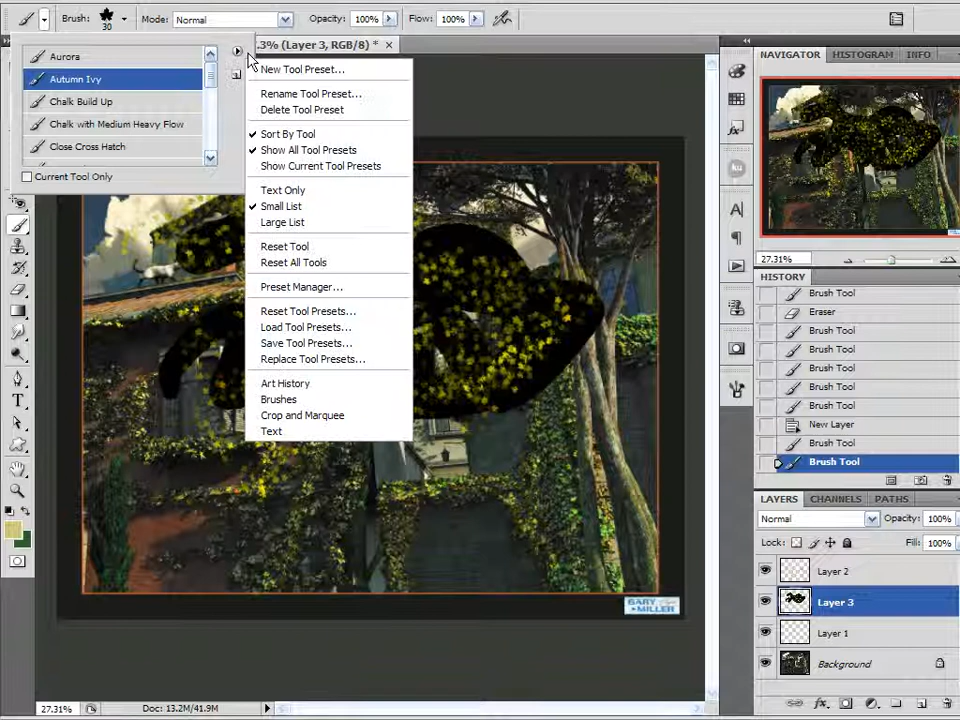 Brush:
30
Mode:
Normal
Opacity: 100%
Flow: 100%
.3% (Layer 3, RGB/8) * ×
Aurora
Autumn Ivy
Chalk Build Up
Chalk with Medium Heavy Flow
Close Cross Hatch
Current Tool Only
New Tool Preset...
Rename Tool Preset...
Delete Tool Preset
Sort By Tool
Show All Tool Presets
Show Current Tool Presets
Text Only
Small List
Large List
Reset Tool
Reset All Tools
Preset Manager...
Reset Tool Presets...
Load Tool Presets...
Save Tool Presets...
Replace Tool Presets...
Art History
Brushes
Crop and Marquee
Text
GARY
MILLER
27.31%
Doc: 13.2M/41.9M
NAVIGATOR
HISTOGRAM
INFO
27.31%
HISTORY
Brush Tool
Eraser
Brush Tool
Brush Tool
Brush Tool
Brush Tool
Brush Tool
New Layer
Brush Tool
Brush Tool
LAYERS
CHANNELS
PATHS
Normal
Opacity: 100%
Lock:
Fill: 100%
Layer 2
Layer 3
Layer 1
Background